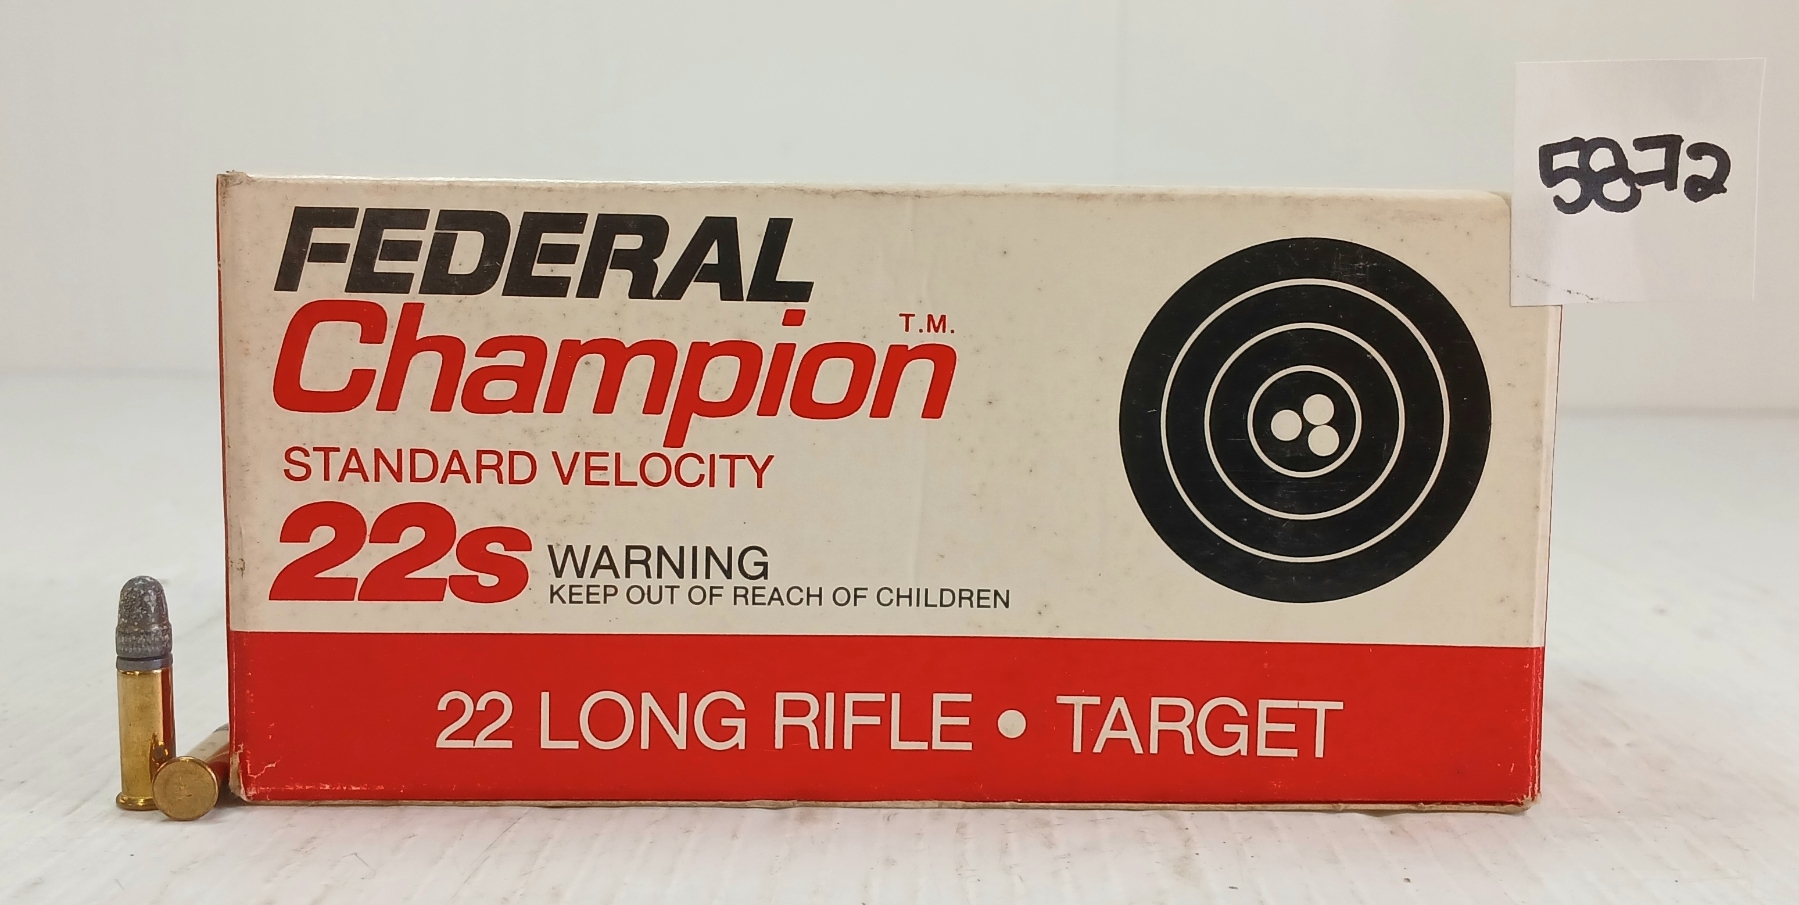 5872
FEDERAL
Champion T.M.
STANDARD VELOCITY
22s WARNING
KEEP OUT OF REACH OF CHILDREN
22 LONG RIFLE • TARGET